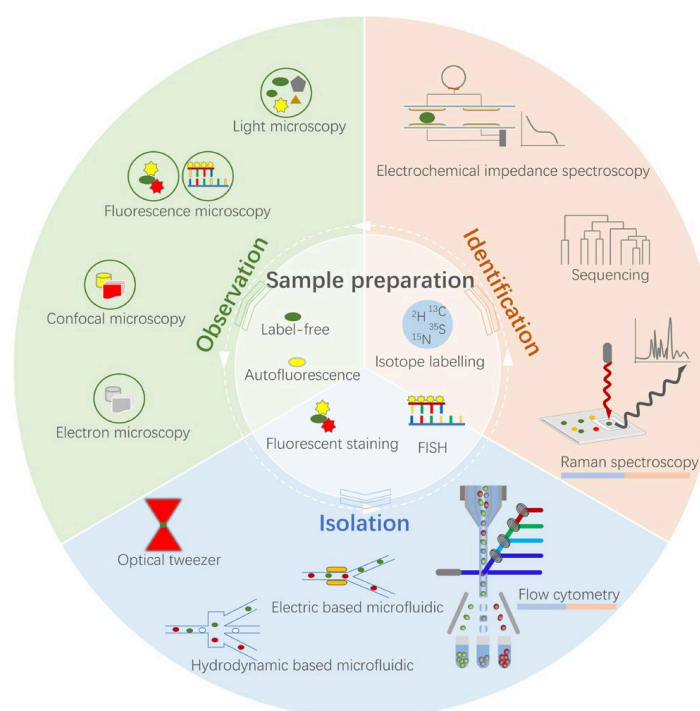 Light microscopy
Fluorescence microscopy
Confocal microscopy
Electron microscopy
Observation
Electrochemical impedance spectroscopy
Sequencing
Raman spectroscopy
Identification
Sample preparation
Label-free
Autofluorescence
Fluorescent staining
FISH
²H ¹³C
³⁵S
¹⁵N
Isotope labelling
Isolation
Optical tweezer
Electric based microfluidic
Hydrodynamic based microfluidic
Flow cytometry